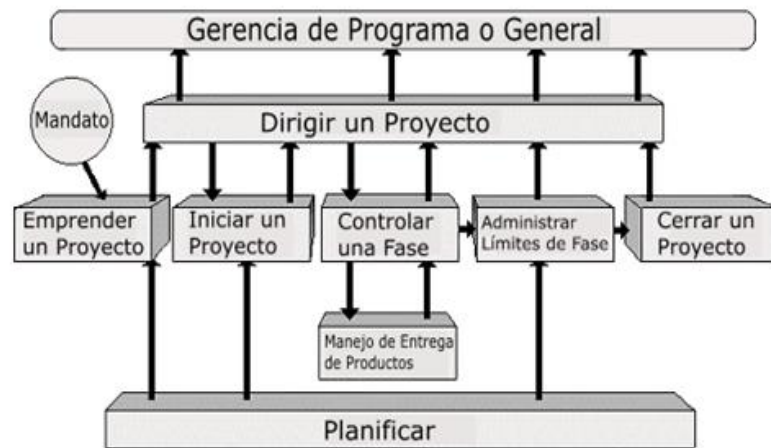 Gerencia de Programa o General
Dirigir un Proyecto
Mandato
Emprender
un Proyecto
Iniciar un
Proyecto
Controlar
una Fase
Administrar
Límites de Fase
Cerrar un
Proyecto
Manejo de Entrega
de Productos
Planificar